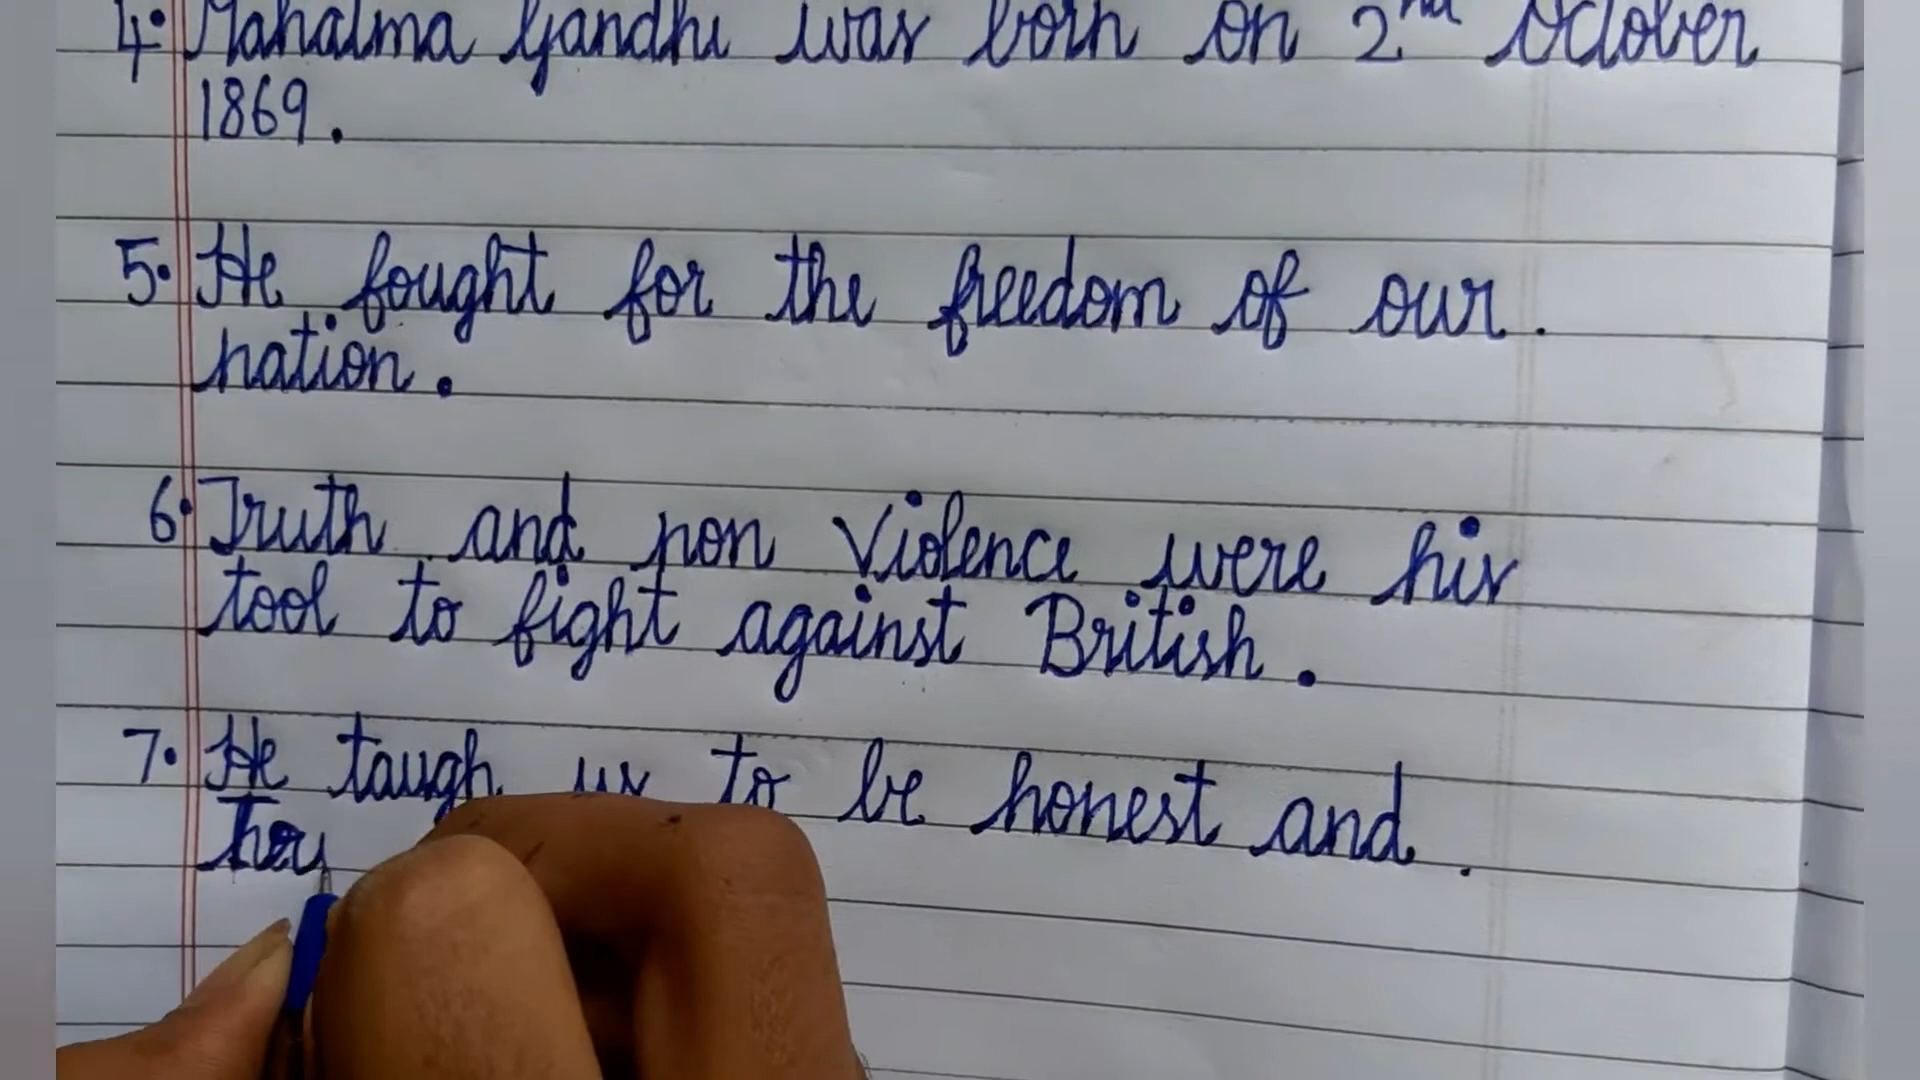 4. Mahatma Gandhi was born on 2nd October
1869.
5. He fought for the freedom of our.
nation.
6. Truth and non Violence were his
tool to fight against British.
7. He taugh us to be honest and.